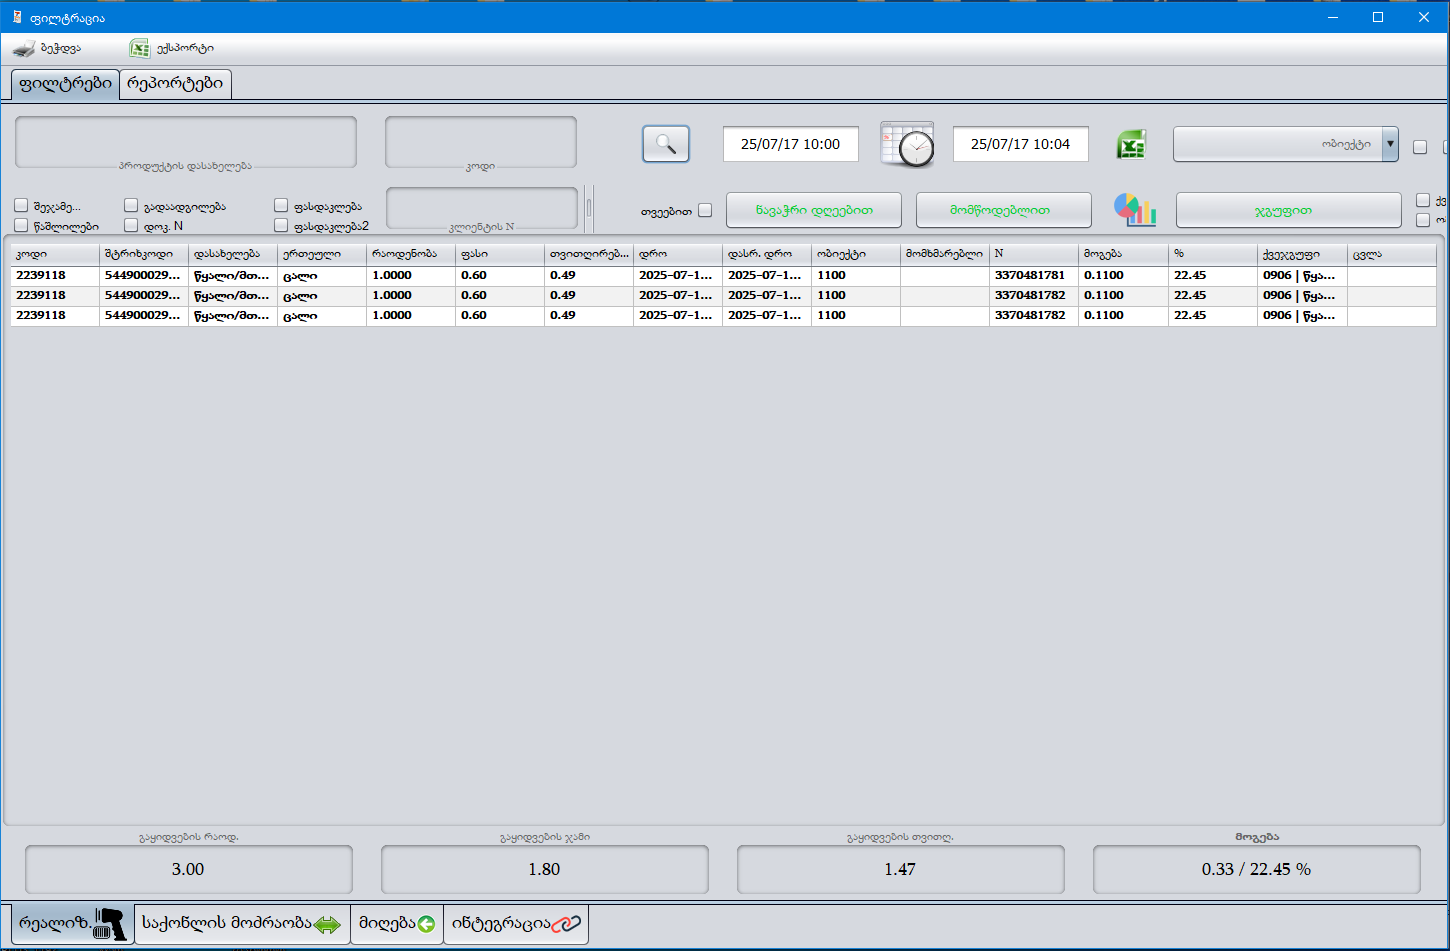 ფილტრაცია
ბეჭდვა ექსპორტი
ფილტრები რეპორტები
25/07/17 10:00 25/07/17 10:04 ობიექტი
პროდუქტის დასახელება კოდი
შეჯამე... გადაადგილება ფასდაკლება თვეებით ნავაჭრი დღეებით მომწოდებლით ჯგუფით
წაშლილები დოკ. N ფასდაკლება2 კლიენტის N
კოდი შტრიხკოდი დასახელება ერთეული რაოდენობა ფასი თვითღირებ... დრო დასრ. დრო ობიექტი მომხმარებლი N მოგება % ქვეჯგუფი ცვლა
2239118 544900029... წყალი/მთ... ცალი 1.0000 0.60 0.49 2025-07-1... 2025-07-1... 1100 3370481781 0.1100 22.45 0906 | წყა...
2239118 544900029... წყალი/მთ... ცალი 1.0000 0.60 0.49 2025-07-1... 2025-07-1... 1100 3370481782 0.1100 22.45 0906 | წყა...
2239118 544900029... წყალი/მთ... ცალი 1.0000 0.60 0.49 2025-07-1... 2025-07-1... 1100 3370481782 0.1100 22.45 0906 | წყა...
გაყიდვების რაოდ. გაყიდვების ჯამი გაყიდვების თვითღ. მოგება
3.00 1.80 1.47 0.33 / 22.45 %
რეალიზ. საქონლის მოძრაობა მიღება ინტეგრაცია